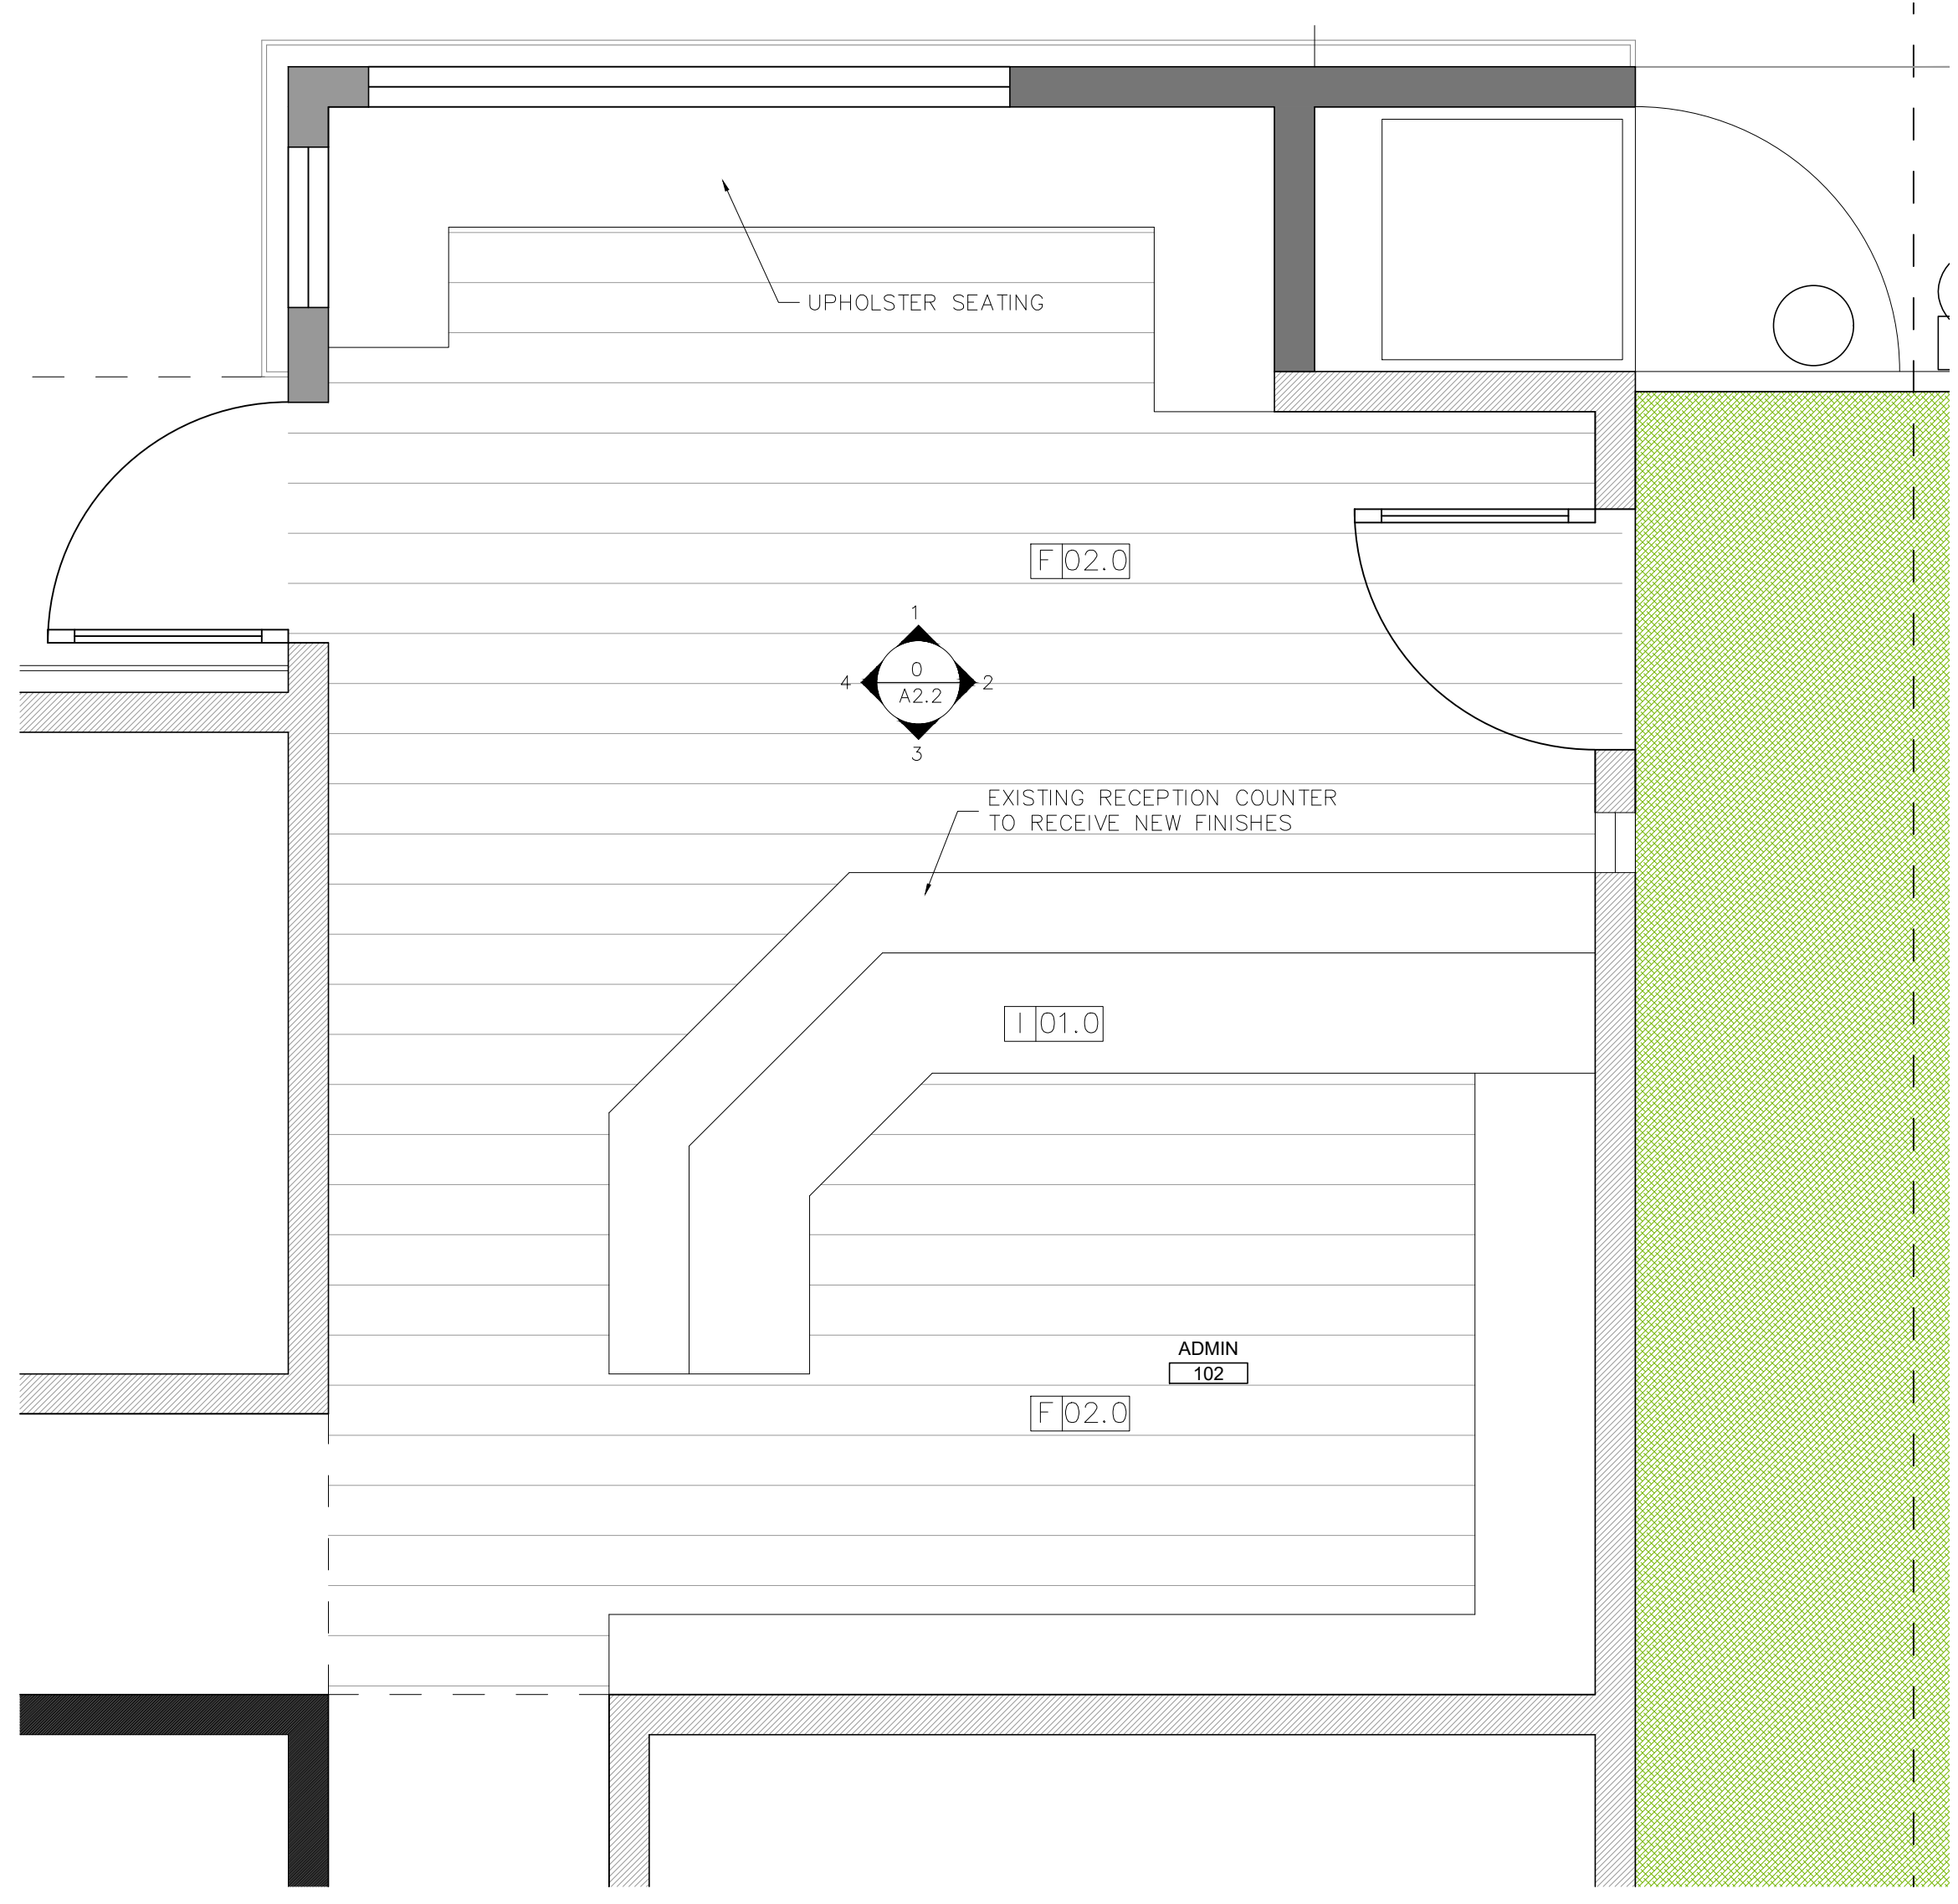 UPHOLSTER SEATING
F 02.0
1
4
0
2
A2.2
3
EXISTING RECEPTION COUNTER
TO RECEIVE NEW FINISHES
I 01.0
ADMIN
102
F 02.0